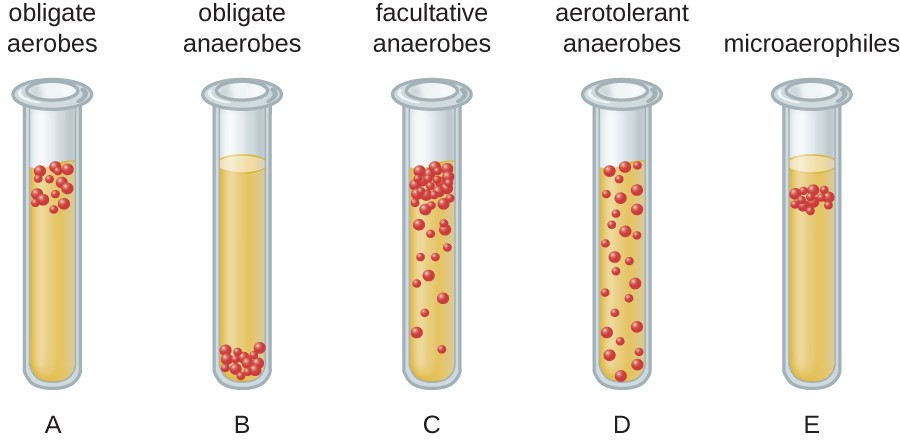 obligate
aerobes
obligate
anaerobes
facultative
anaerobes
aerotolerant
anaerobes
microaerophiles
A
B
C
D
E